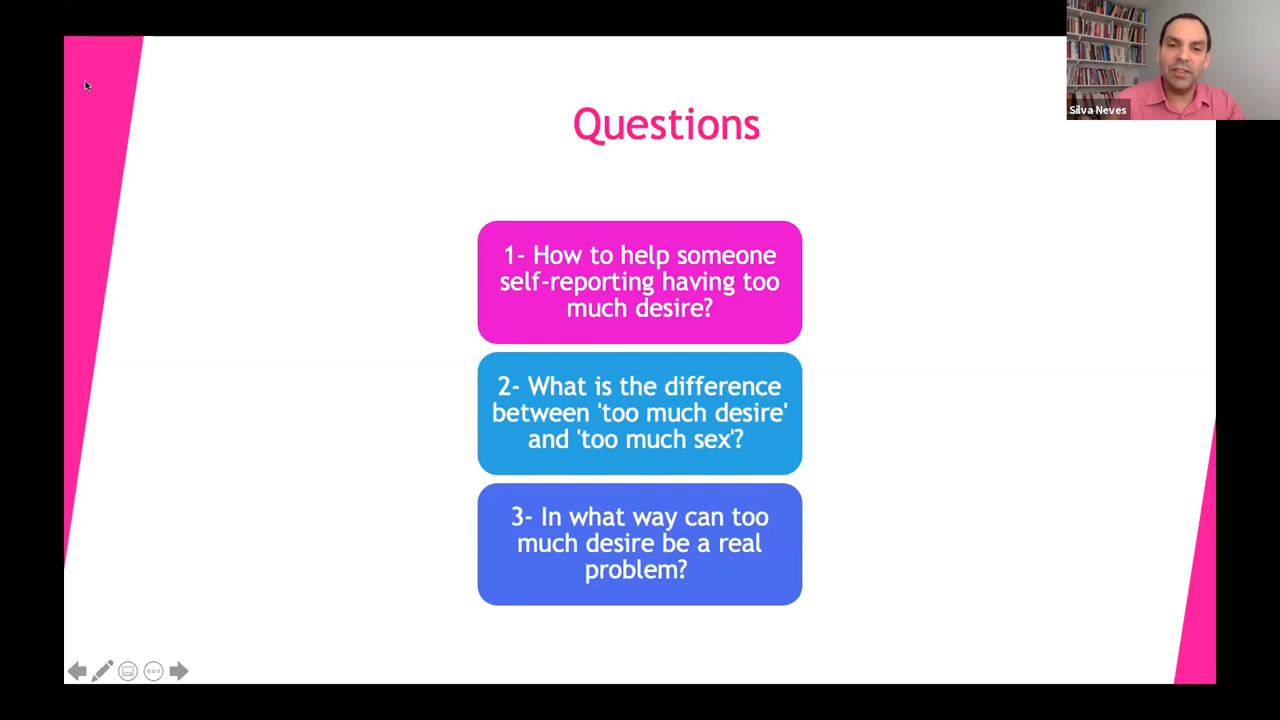 Silva Neves
Questions
1- How to help someone
self-reporting having too
much desire?
2- What is the difference
between 'too much desire'
and 'too much sex'?
3- In what way can too
much desire be a real
problem?